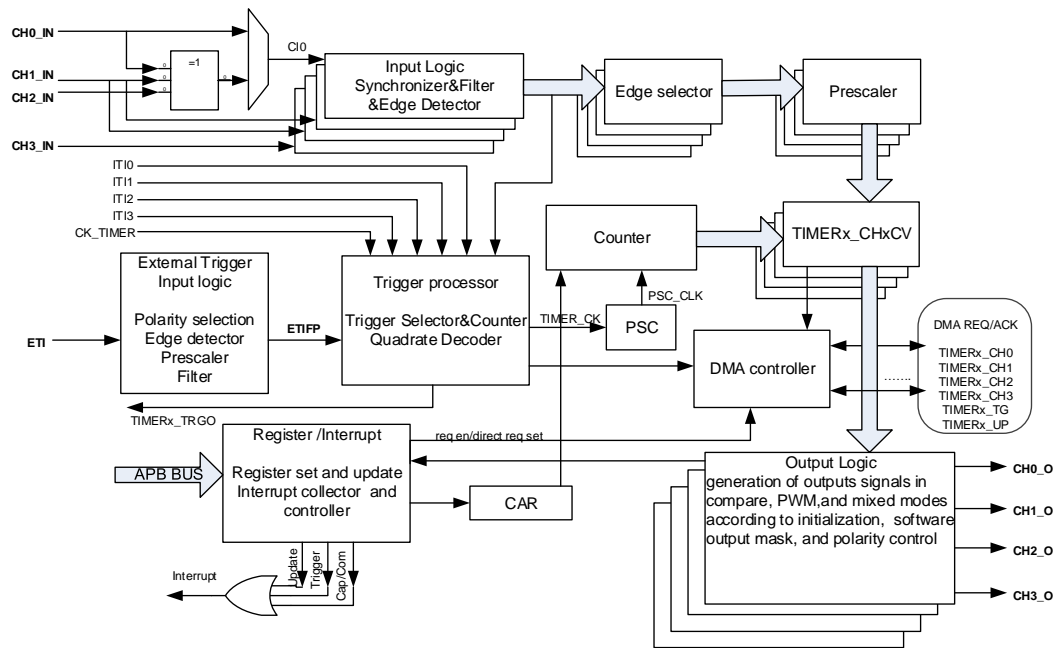 CH0_IN
CH1_IN
CH2_IN
CH3_IN
=1
CI0
Input Logic
Synchronizer&Filter
&Edge Detector
Edge selector
Prescaler
ITI0
ITI1
ITI2
ITI3
CK_TIMER
Counter
TIMERx_CHxCV
External Trigger
Input logic
Polarity selection
Edge detector
Prescaler
Filter
ETI
ETIFP
Trigger processor
Trigger Selector&Counter
Quadrate Decoder
TIMER_CK
PSC
PSC_CLK
DMA controller
DMA REQ/ACK
TIMERx_CH0
TIMERx_CH1
TIMERx_CH2
TIMERx_CH3
TIMERx_TG
TIMERx_UP
.......
TIMERx_TRGO
req en/direct req set
APB BUS
Register /Interrupt
Register set and update
Interrupt collector and
controller
CAR
Output Logic
generation of outputs signals in
compare, PWM,and mixed modes
according to initialization, software
output mask, and polarity control
CH0_O
CH1_O
CH2_O
CH3_O
Update
Trigger
Cap/Com
Interrupt